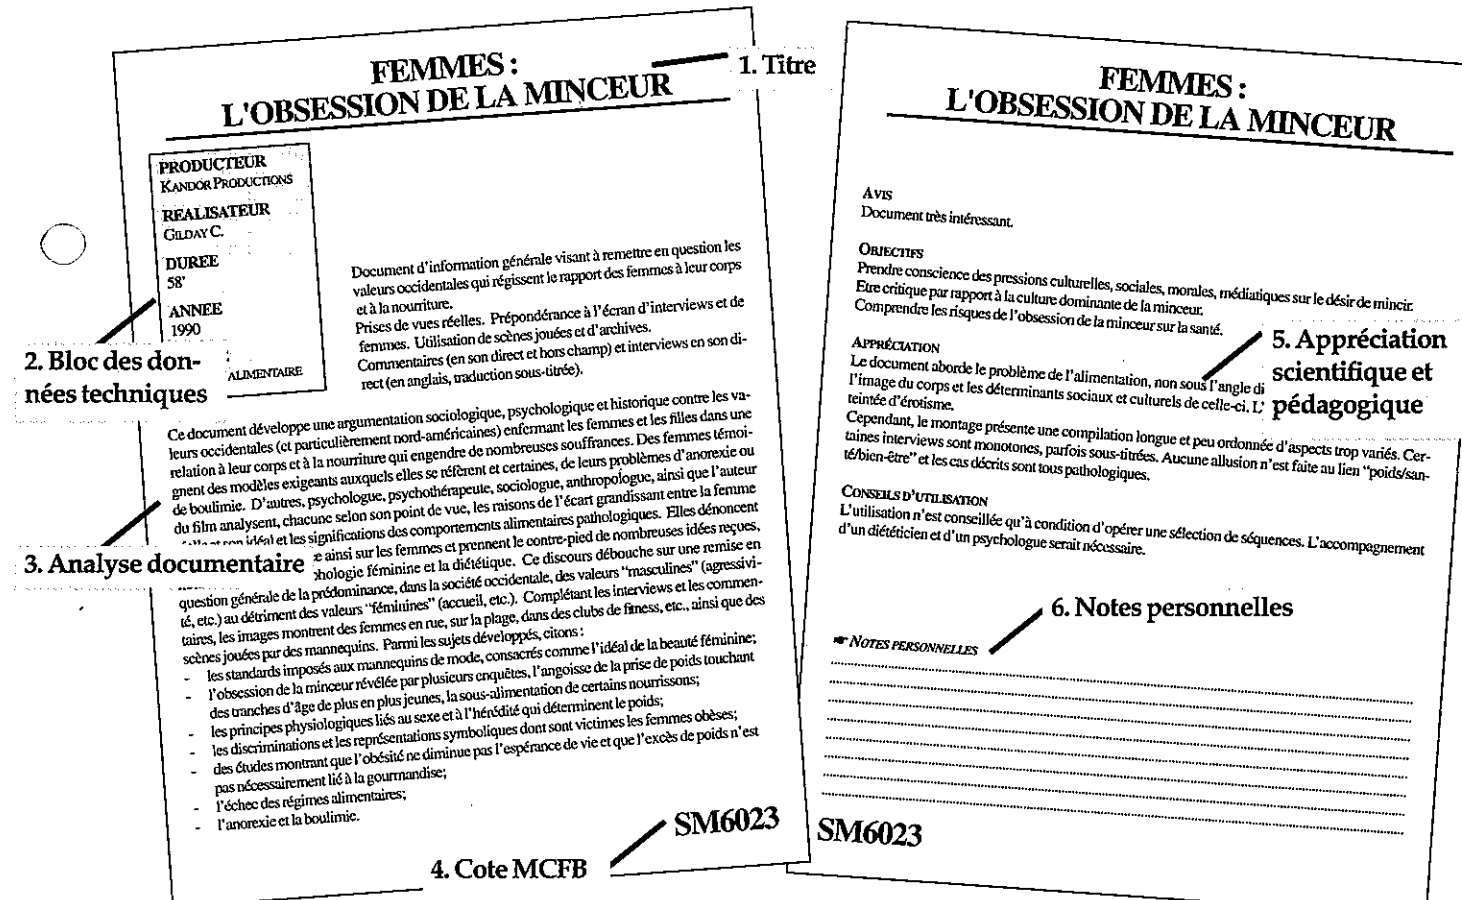 FEMMES :
L'OBSESSION DE LA MINCEUR
1. Titre
PRODUCTEUR
KANDOR PRODUCTIONS
REALISATEUR
GILDAY C.
DUREE
58'
ANNEE
1990
ALIMENTAIRE
2. Bloc des don-
nées techniques
Document d'information générale visant à remettre en question les
valeurs occidentales qui régissent le rapport des femmes à leur corps
et à la nourriture.
Prises de vues réelles. Prépondérance à l'écran d'interviews et de
femmes. Utilisation de scènes jouées et d'archives.
Commentaires (en son direct et hors champ) et interviews en son di-
rect (en anglais, traduction sous-titrée).
Ce document développe une argumentation sociologique, psychologique et historique contre les va-
leurs occidentales (et particulièrement nord-américaines) enfermant les femmes et les filles dans une
relation à leur corps et à la nourriture qui engendre de nombreuses souffrances. Des femmes témoi-
gnent des modèles exigeants auxquels elles se réfèrent et certaines, de leurs problèmes d'anorexie ou
de boulimie. D'autres, psychologue, psychothérapeute, sociologue, anthropologue, ainsi que l'auteur
du film analysent, chacune selon son point de vue, les raisons de l'écart grandissant entre la femme
et son idéal et les significations des comportements alimentaires pathologiques. Elles dénoncent
e ainsi sur les femmes et prennent le contre-pied de nombreuses idées reçues,
hologie féminine et la diététique. Ce discours débouche sur une remise en
question générale de la prédominance, dans la société occidentale, des valeurs "masculines" (agressivi-
té, etc.) au détriment des valeurs "féminines" (accueil, etc.). Complétant les interviews et les commen-
taires, les images montrent des femmes en rue, sur la plage, dans des clubs de fitness, etc., ainsi que des
scènes jouées par des mannequins. Parmi les sujets développés, citons :
- les standards imposés aux mannequins de mode, consacrés comme l'idéal de la beauté féminine;
- l'obsession de la minceur révélée par plusieurs enquêtes, l'angoisse de la prise de poids touchant
des tranches d'âge de plus en plus jeunes, la sous-alimentation de certains nourrissons;
- les principes physiologiques liés au sexe et à l'hérédité qui déterminent le poids;
- les discriminations et les représentations symboliques dont sont victimes les femmes obèses;
- des études montrant que l'obésité ne diminue pas l'espérance de vie et que l'excès de poids n'est
pas nécessairement lié à la gourmandise;
- l'échec des régimes alimentaires;
- l'anorexie et la boulimie.
3. Analyse documentaire
SM6023
4. Cote MCFB
FEMMES :
L'OBSESSION DE LA MINCEUR
AVIS
Document très intéressant.
OBJECTIFS
Prendre conscience des pressions culturelles, sociales, morales, médiatiques sur le désir de mincir.
Etre critique par rapport à la culture dominante de la minceur.
Comprendre les risques de l'obsession de la minceur sur la santé.
APPRÉCIATION
Le document aborde le problème de l'alimentation, non sous l'angle di
l'image du corps et les déterminants sociaux et culturels de celle-ci. L'
teintée d'érotisme.
Cependant, le montage présente une compilation longue et peu ordonnée d'aspects trop variés. Cer-
taines interviews sont monotones, parfois sous-titrées. Aucune allusion n'est faite au lien "poids/san-
té/bien-être" et les cas décrits sont tous pathologiques.
5. Appréciation
scientifique et
pédagogique
CONSEILS D'UTILISATION
L'utilisation n'est conseillée qu'à condition d'opérer une sélection de séquences. L'accompagnement
d'un diététicien et d'un psychologue serait nécessaire.
6. Notes personnelles
☛ NOTES PERSONNELLES
SM6023